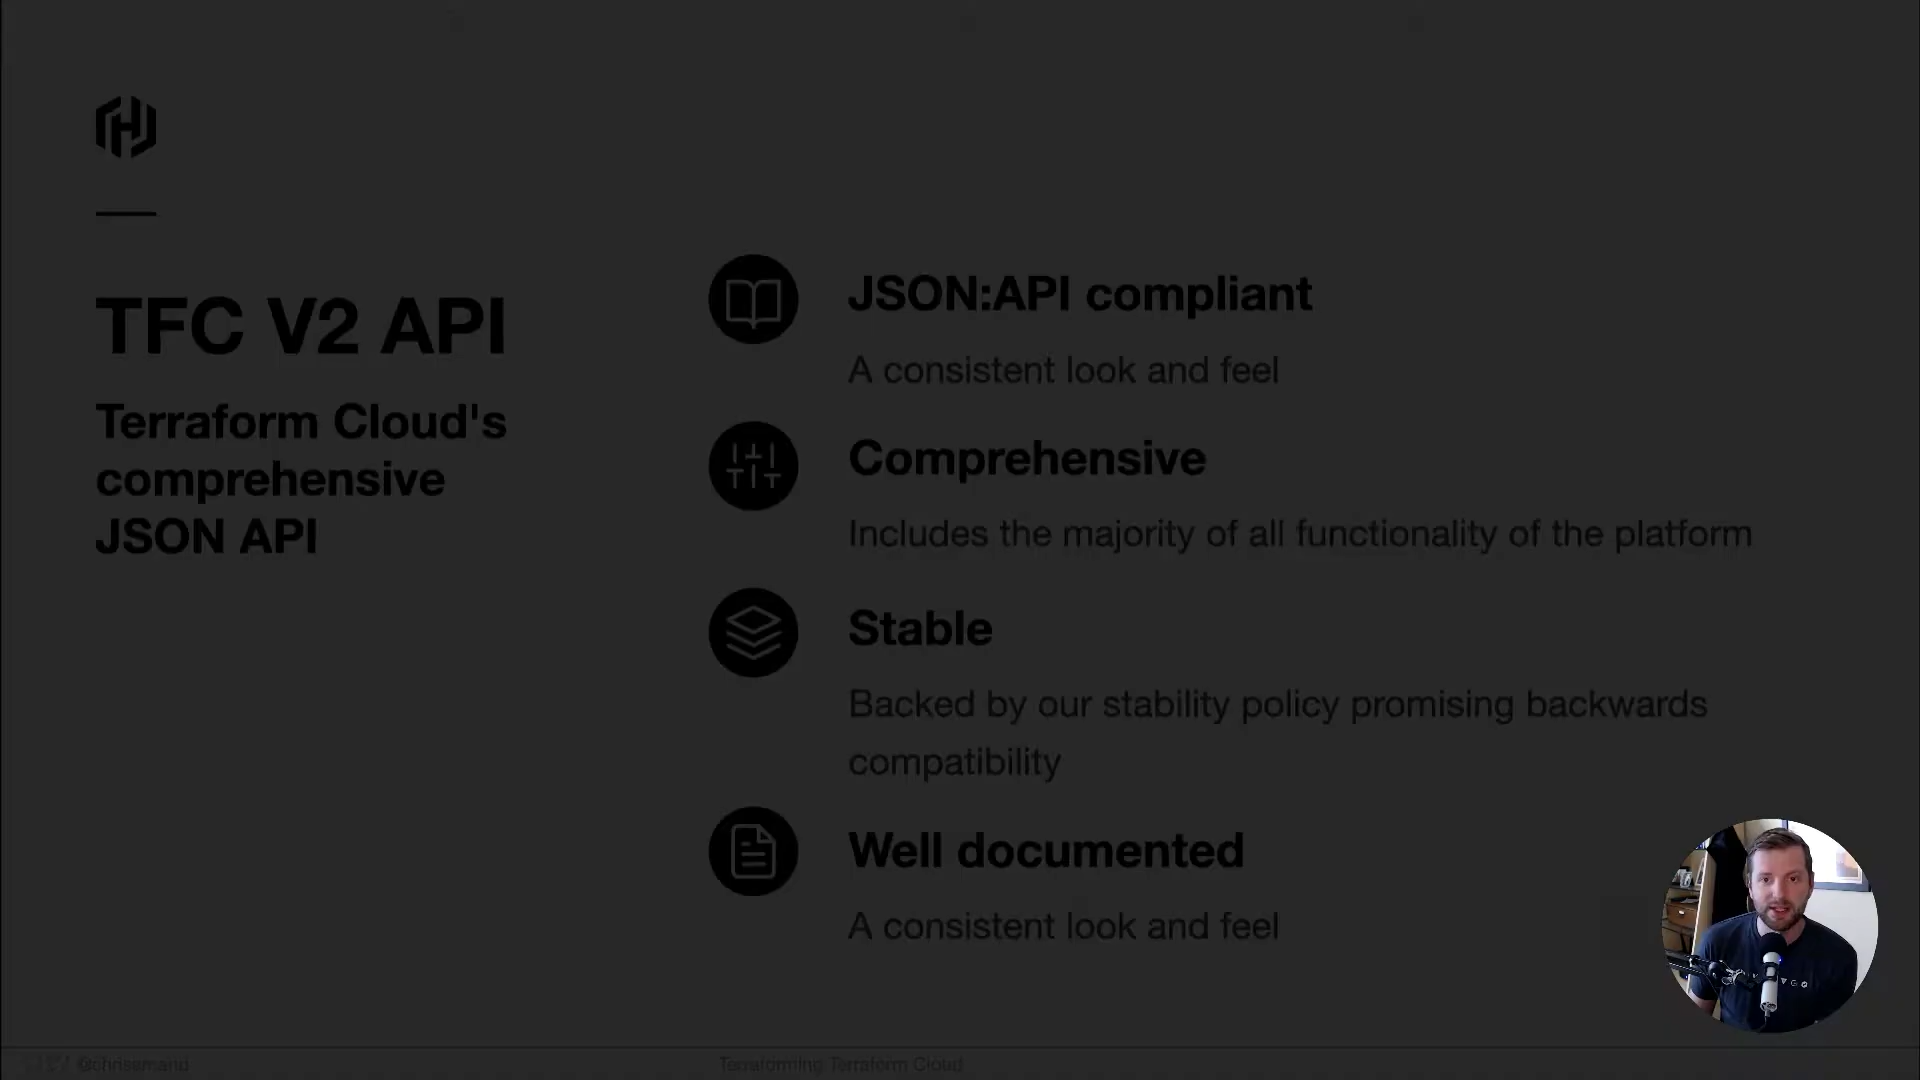 TFC V2 API
Terraform Cloud's
comprehensive
JSON API
JSON:API compliant
A consistent look and feel
Comprehensive
Includes the majority of all functionality of the platform
Stable
Backed by our stability policy promising backwards
compatibility
Well documented
A consistent look and feel
Terraforming Terraform Cloud